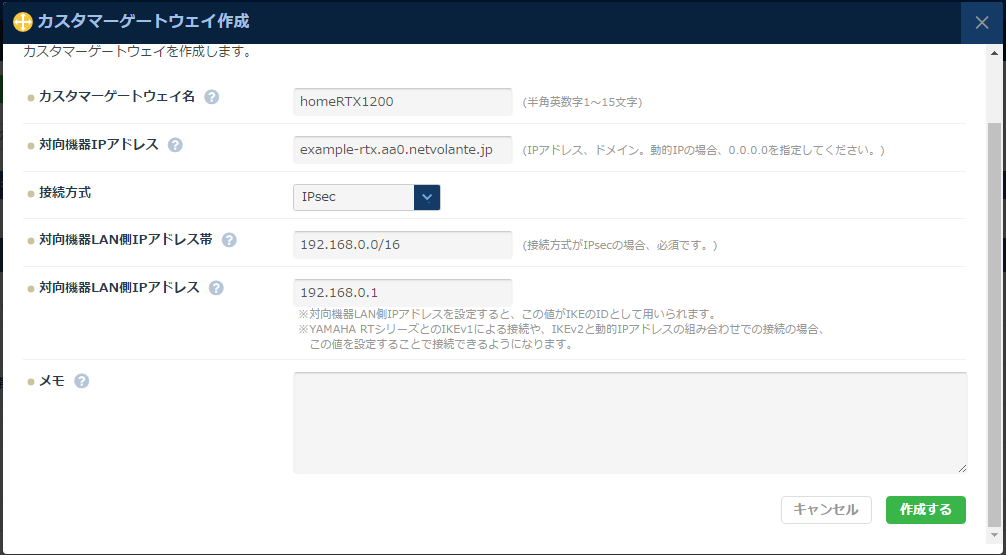 カスタマーゲートウェイ作成
カスタマーゲートウェイを作成します。
カスタマーゲートウェイ名 ?
homeRTX1200
(半角英数字1〜15文字)
対向機器IPアドレス ?
example-rtx.aa0.netvolante.jp
(IPアドレス、ドメイン。動的IPの場合、0.0.0.0を指定してください。)
接続方式
IPsec
対向機器LAN側IPアドレス帯 ?
192.168.0.0/16
(接続方式がIPsecの場合、必須です。)
対向機器LAN側IPアドレス ?
192.168.0.1
※対向機器LAN側IPアドレスを設定すると、この値がIKEのIDとして用いられます。
※YAMAHA RTシリーズとのIKEv1による接続や、IKEv2と動的IPアドレスの組み合わせでの接続の場合、
この値を設定することで接続できるようになります。
メモ ?
キャンセル
作成する